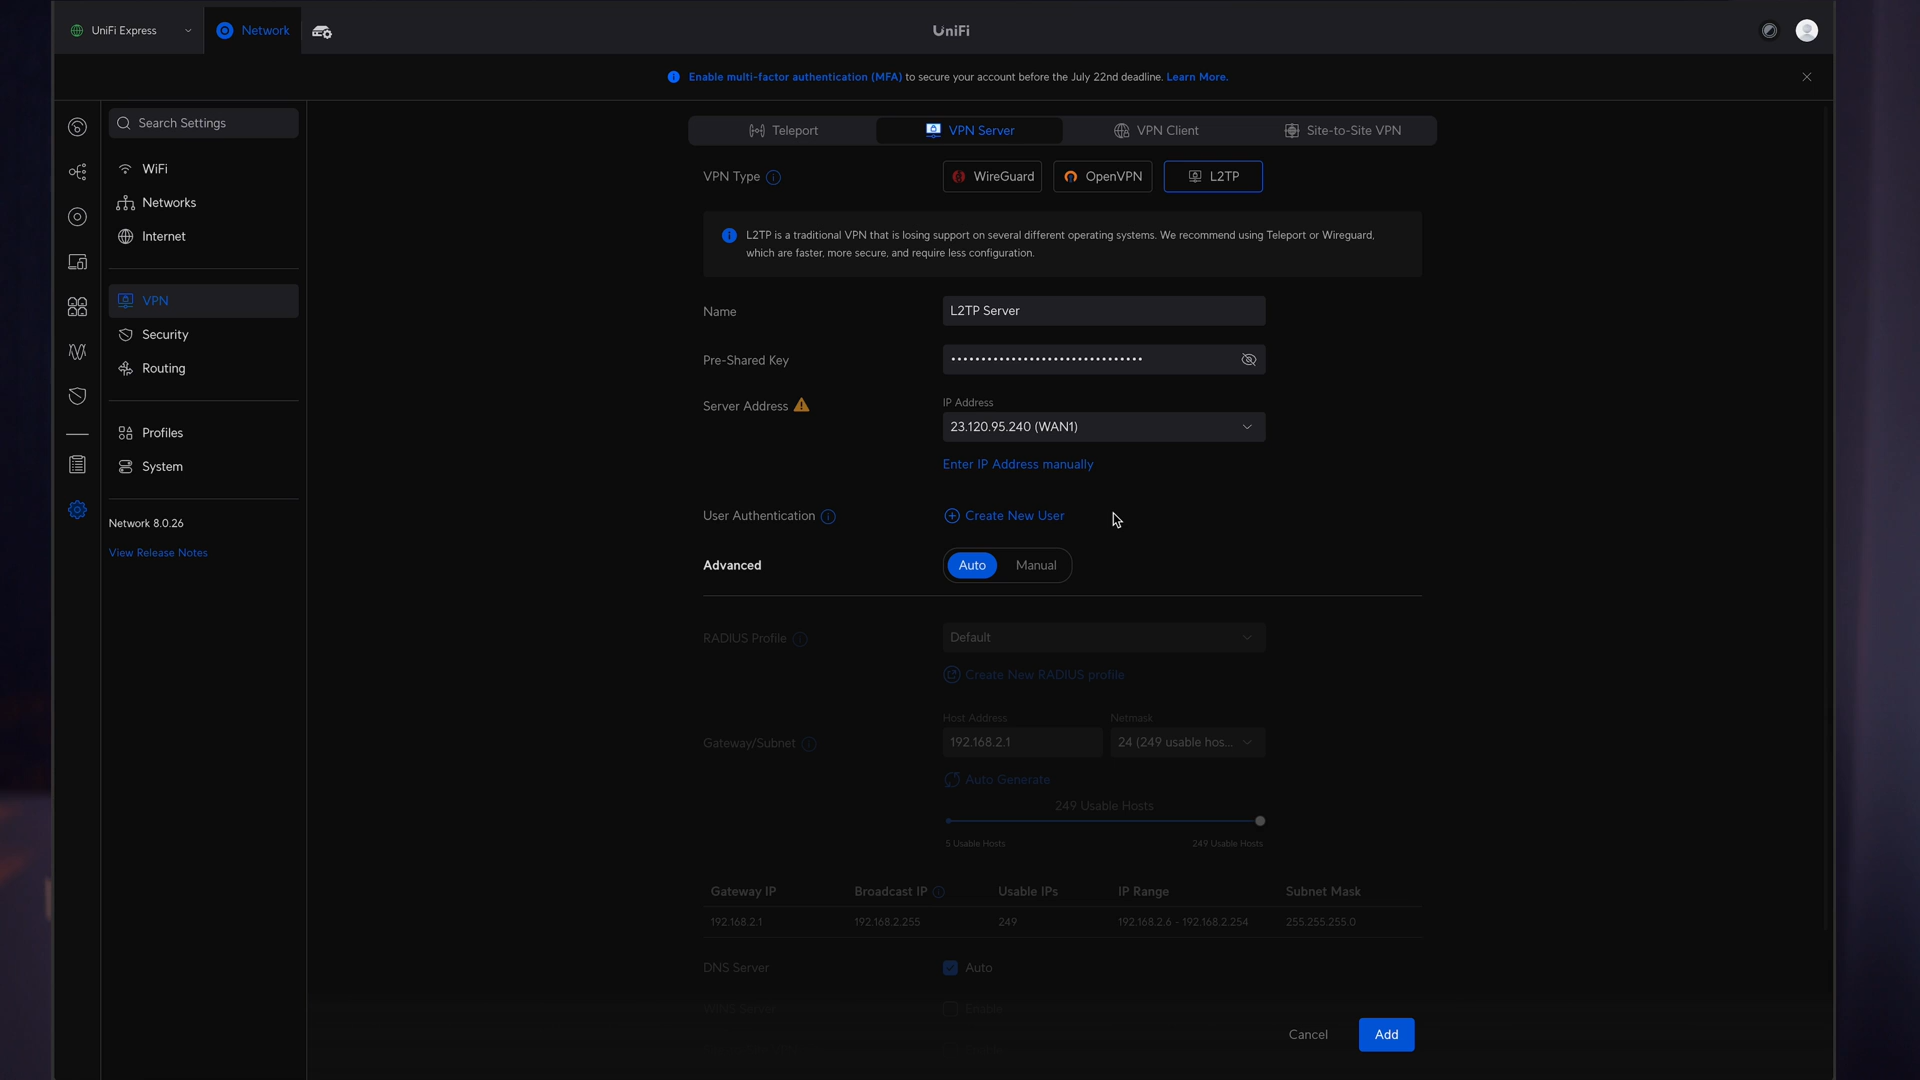 UniFi Express
Network
UniFi
Enable multi-factor authentication (MFA) to secure your account before the July 22nd deadline. Learn More.
Search Settings
WiFi
Networks
Internet
VPN
Security
Routing
Profiles
System
Network 8.0.26
View Release Notes
Teleport
VPN Server
VPN Client
Site-to-Site VPN
VPN Type
WireGuard
OpenVPN
L2TP
L2TP is a traditional VPN that is losing support on several different operating systems. We recommend using Teleport or Wireguard,
which are faster, more secure, and require less configuration.
Name
L2TP Server
Pre-Shared Key
••••••••••••••••••••••••••••••••
Server Address
IP Address
23.120.95.240 (WAN1)
Enter IP Address manually
User Authentication
Create New User
Advanced
Auto
Manual
RADIUS Profile
Default
Create New RADIUS profile
Host Address
Netmask
Gateway/Subnet
192.168.2.1
24 (249 usable hos...
Auto Generate
249 Usable Hosts
5 Usable Hosts
249 Usable Hosts
Gateway IP
Broadcast IP
Usable IPs
IP Range
Subnet Mask
192.168.2.1
192.168.2.255
249
192.168.2.6 - 192.168.2.254
255.255.255.0
DNS Server
Auto
WINS Server
Enable
Cancel
Add